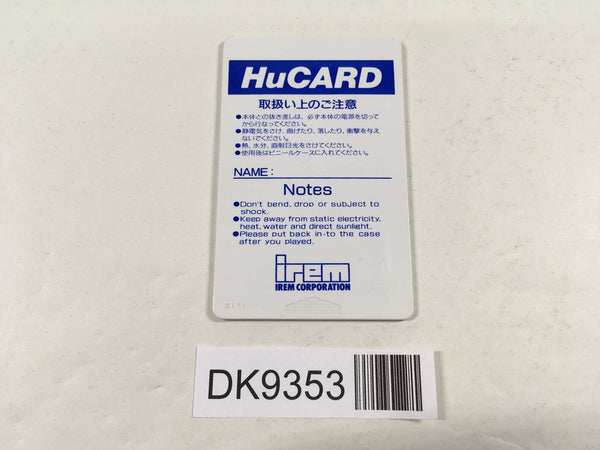 HuCARD
取扱い上のご注意
●本体との抜き差しは、必ず本体の電源を切って
から行なってください。
●静電気をさけ、曲げたり、落したり、衝撃を与え
ないでください。
●熱、水分、直射日光をさけてください。
●使用後はビニールケースに入れてください。
NAME:
Notes
●Don't bend, drop or subject to
shock.
●Keep away from static electricity,
heat, water and direct sunlight.
●Please put back in-to the case
after you played.
irem
IREM CORPORATION
DK9353